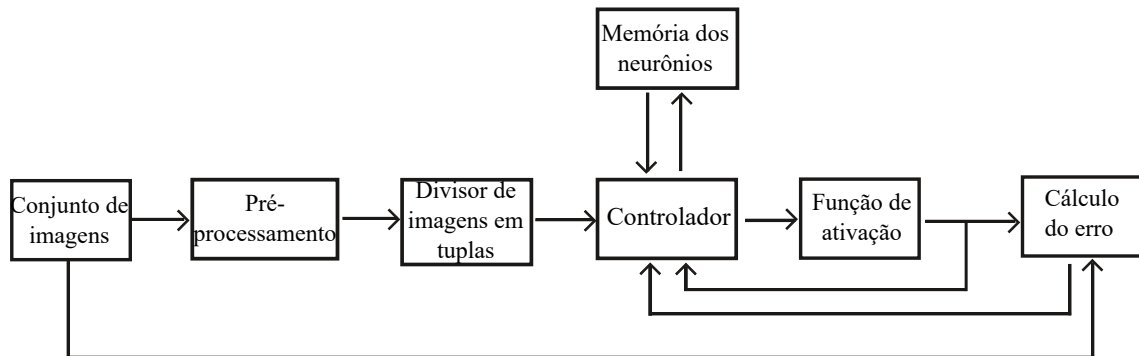 Memória dos
neurônios
Conjunto de
imagens
Pré-
processamento
Divisor de
imagens em
tuplas
Controlador
Função de
ativação
Cálculo
do erro